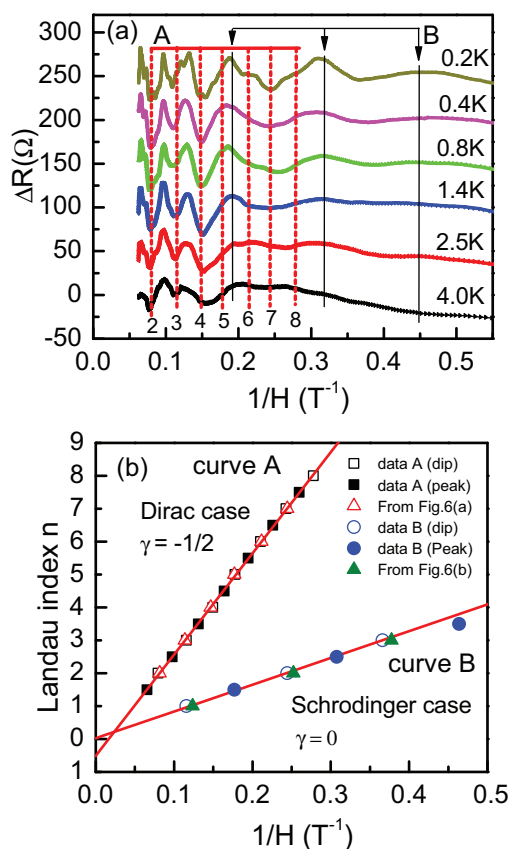 (a) A B
0.2K
0.4K
0.8K
1.4K
2.5K
4.0K
2 3 4 5 6 7 8
300
250
200
150
100
50
0
-50
ΔR(Ω)
0.0 0.1 0.2 0.3 0.4 0.5
1/H (T⁻¹)
(b) curve A
Dirac case
γ = -1/2
data A (dip)
data A (peak)
From Fig.6(a)
data B (dip)
data B (Peak)
From Fig.6(b)
curve B
Schrodinger case
γ=0
9
8
7
6
5
4
3
2
1
0
1
Landau index n
0.0 0.1 0.2 0.3 0.4 0.5
1/H (T⁻¹)